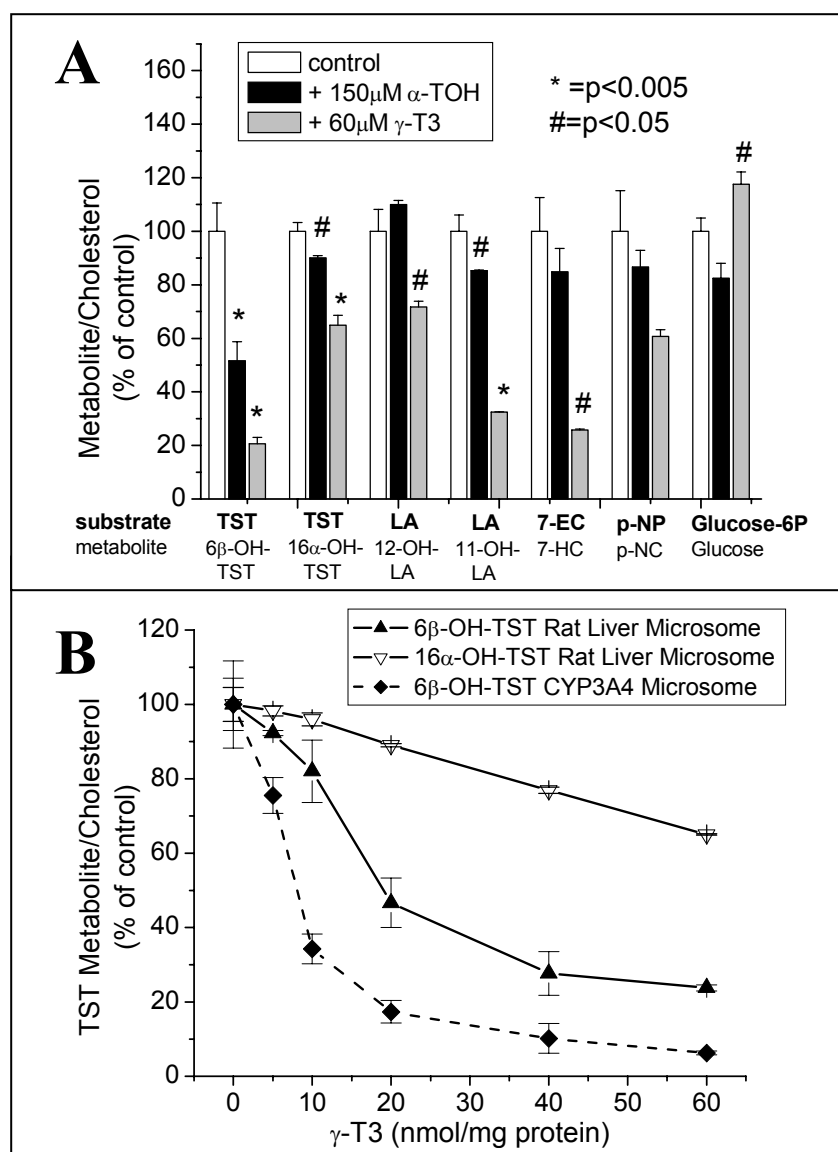 A
Metabolite/Cholesterol
(% of control)
160
140
120
100
80
60
40
20
0
control
+ 150μM α-TOH
+ 60μM γ-T3
* =p<0.005
#=p<0.05
*
*
#
*
#
#
*
#
#
substrate TST TST LA LA 7-EC p-NP Glucose-6P
metabolite 6β-OH- 16α-OH- 12-OH- 11-OH- 7-HC p-NC Glucose
TST TST LA LA
B
TST Metabolite/Cholesterol
(% of control)
120
100
80
60
40
20
0
6β-OH-TST Rat Liver Microsome
16α-OH-TST Rat Liver Microsome
6β-OH-TST CYP3A4 Microsome
0 10 20 30 40 50 60
γ-T3 (nmol/mg protein)